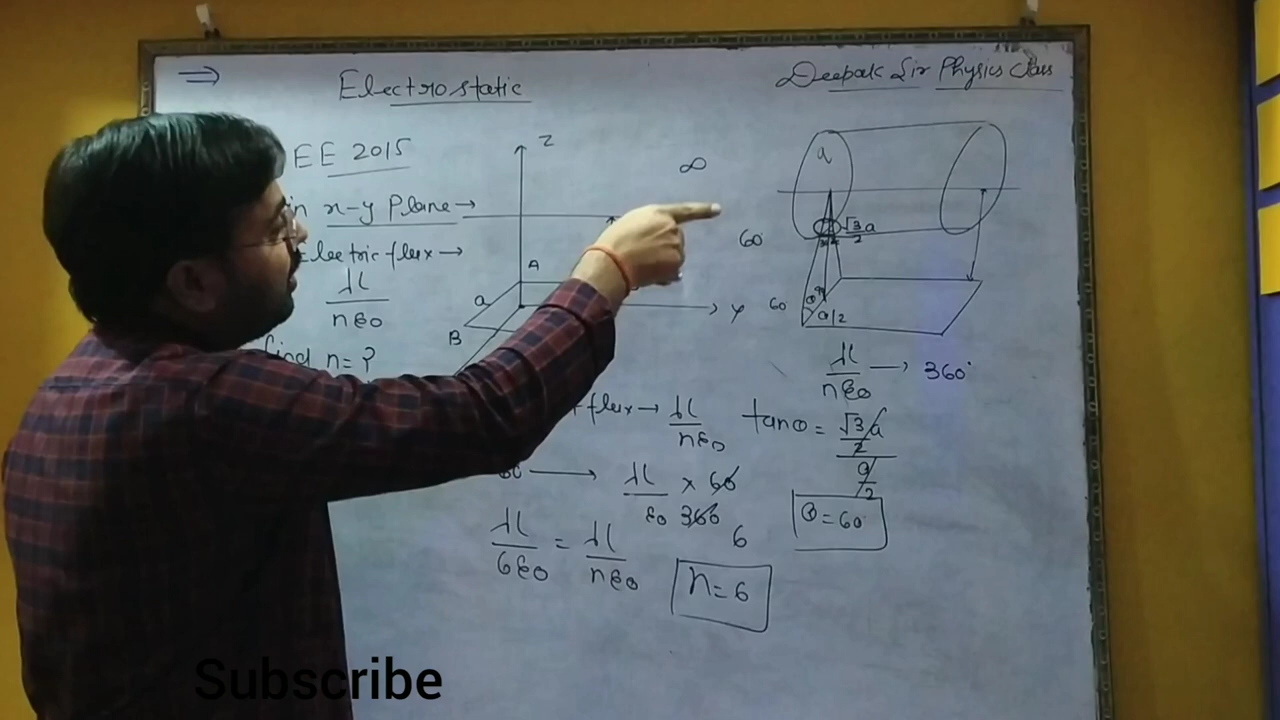 ⇒ Electrostatic
Deepak Sir Physics Class
EE 2015
in x-y Plane →
Electric flux →
λl
nε0
find n = ?
Z
∞
A
a
B
y
a
√3a
2
60°
60
θ
a/2
λl → 360°
nε0
flux → λl
nε0
60 → λl × 60
ε0 360
6
λl = λl
6ε0 nε0
n = 6
tanθ = √3a
2
a
2
θ = 60°
Subscribe